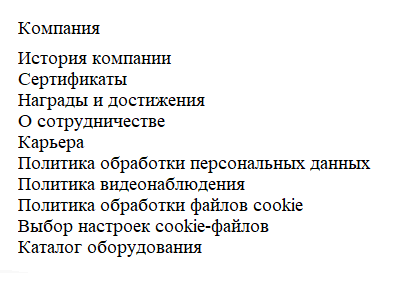 Компания
История компании
Сертификаты
Награды и достижения
О сотрудничестве
Карьера
Политика обработки персональных данных
Политика видеонаблюдения
Политика обработки файлов cookie
Выбор настроек cookie-файлов
Каталог оборудования